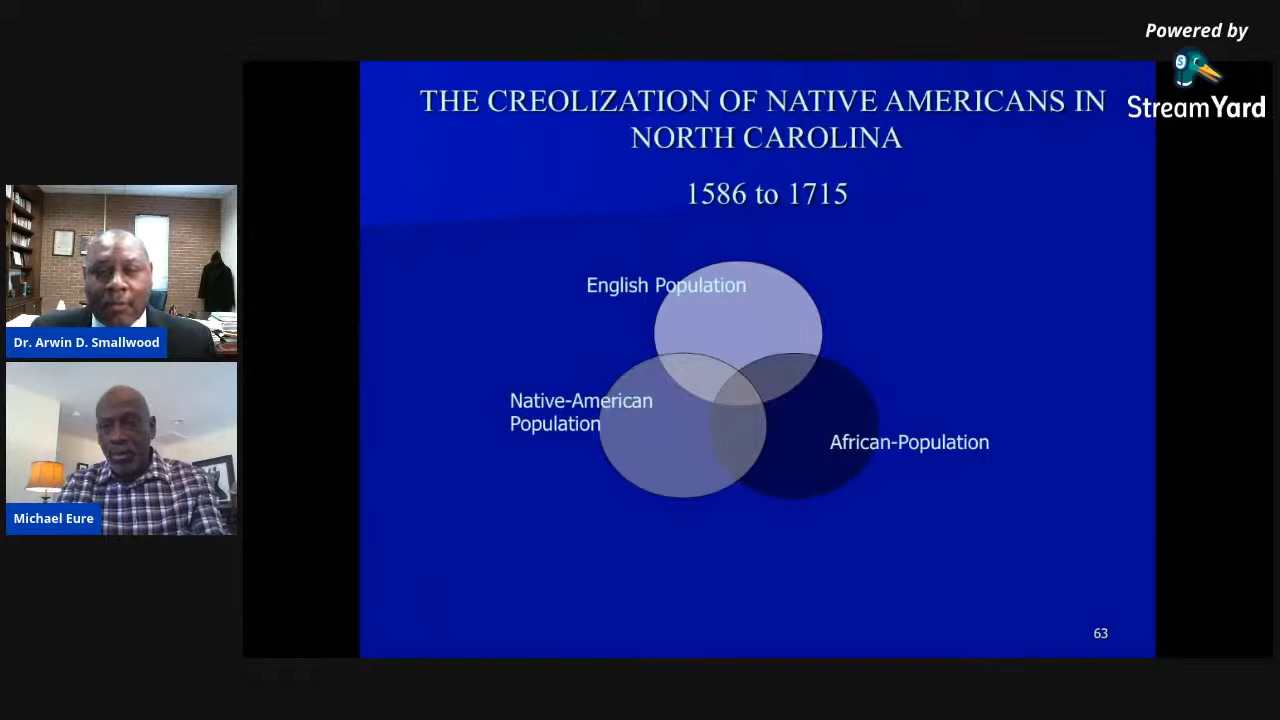 Powered by
StreamYard
THE CREOLIZATION OF NATIVE AMERICANS IN
NORTH CAROLINA
1586 to 1715
English Population
Native-American
Population
African-Population
63
Dr. Arwin D. Smallwood
Michael Eure